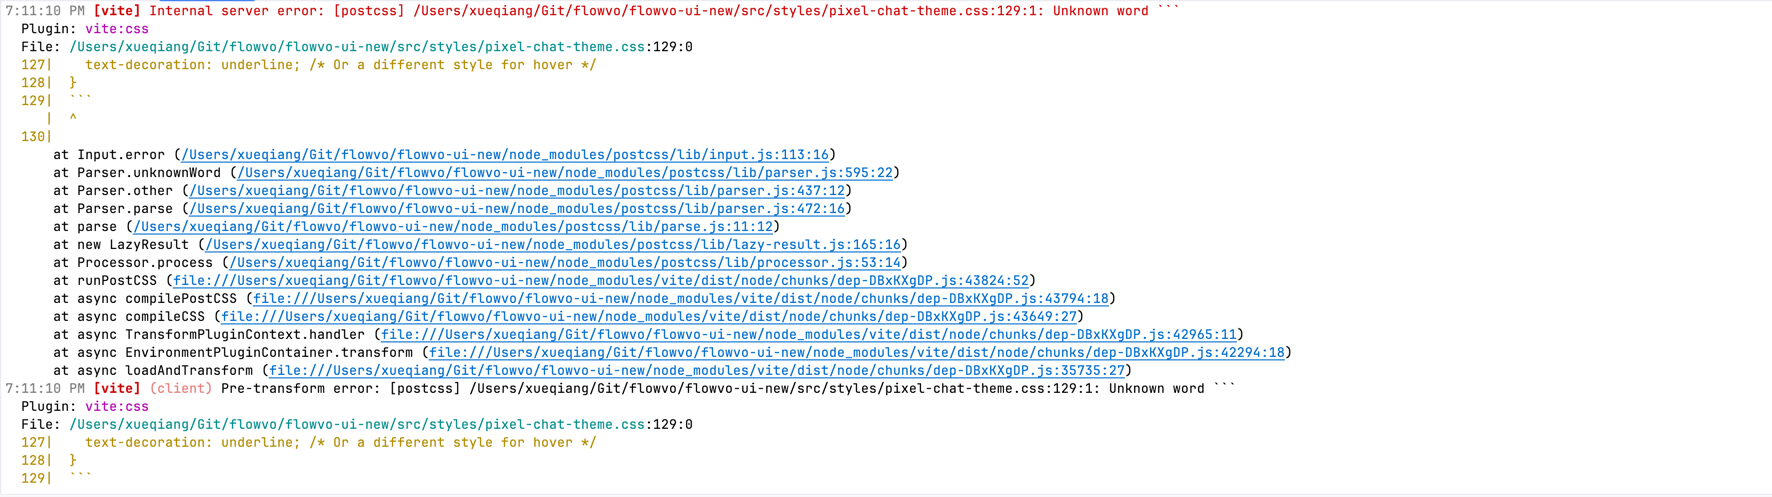 7:11:10 PM [vite] Internal server error: [postcss] /Users/xueqiang/Git/flowvo/flowvo-ui-new/src/styles/pixel-chat-theme.css:129:1: Unknown word ```
  Plugin: vite:css
  File: /Users/xueqiang/Git/flowvo/flowvo-ui-new/src/styles/pixel-chat-theme.css:129:0
  127|    text-decoration: underline; /* Or a different style for hover */
  128|  }
  129|  ```
     |  ^
  130|
      at Input.error (/Users/xueqiang/Git/flowvo/flowvo-ui-new/node_modules/postcss/lib/input.js:113:16)
      at Parser.unknownWord (/Users/xueqiang/Git/flowvo/flowvo-ui-new/node_modules/postcss/lib/parser.js:595:22)
      at Parser.other (/Users/xueqiang/Git/flowvo/flowvo-ui-new/node_modules/postcss/lib/parser.js:437:12)
      at Parser.parse (/Users/xueqiang/Git/flowvo/flowvo-ui-new/node_modules/postcss/lib/parser.js:472:16)
      at parse (/Users/xueqiang/Git/flowvo/flowvo-ui-new/node_modules/postcss/lib/parse.js:11:12)
      at new LazyResult (/Users/xueqiang/Git/flowvo/flowvo-ui-new/node_modules/postcss/lib/lazy-result.js:165:16)
      at Processor.process (/Users/xueqiang/Git/flowvo/flowvo-ui-new/node_modules/postcss/lib/processor.js:53:14)
      at runPostCSS (file:///Users/xueqiang/Git/flowvo/flowvo-ui-new/node_modules/vite/dist/node/chunks/dep-DBxKXgDP.js:43824:52)
      at async compilePostCSS (file:///Users/xueqiang/Git/flowvo/flowvo-ui-new/node_modules/vite/dist/node/chunks/dep-DBxKXgDP.js:43794:18)
      at async compileCSS (file:///Users/xueqiang/Git/flowvo/flowvo-ui-new/node_modules/vite/dist/node/chunks/dep-DBxKXgDP.js:43649:27)
      at async TransformPluginContext.handler (file:///Users/xueqiang/Git/flowvo/flowvo-ui-new/node_modules/vite/dist/node/chunks/dep-DBxKXgDP.js:42965:11)
      at async EnvironmentPluginContainer.transform (file:///Users/xueqiang/Git/flowvo/flowvo-ui-new/node_modules/vite/dist/node/chunks/dep-DBxKXgDP.js:42294:18)
      at async loadAndTransform (file:///Users/xueqiang/Git/flowvo/flowvo-ui-new/node_modules/vite/dist/node/chunks/dep-DBxKXgDP.js:35735:27)
7:11:10 PM [vite] (client) Pre-transform error: [postcss] /Users/xueqiang/Git/flowvo/flowvo-ui-new/src/styles/pixel-chat-theme.css:129:1: Unknown word ```
  Plugin: vite:css
  File: /Users/xueqiang/Git/flowvo/flowvo-ui-new/src/styles/pixel-chat-theme.css:129:0
  127|    text-decoration: underline; /* Or a different style for hover */
  128|  }
  129|  ```